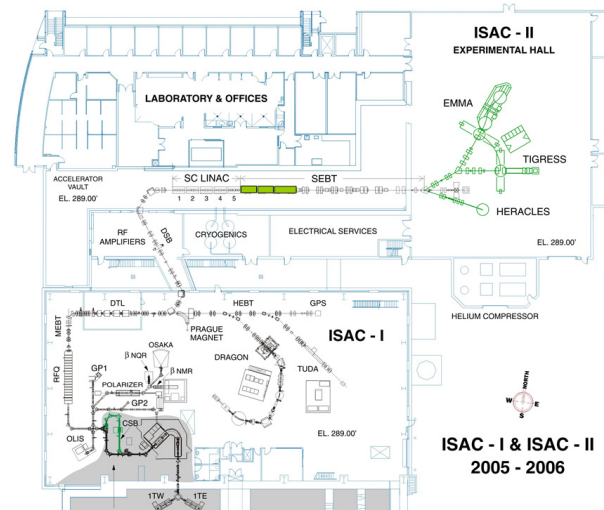 ISAC - II
EXPERIMENTAL HALL
LABORATORY & OFFICES
EMMA
TIGRESS
HERACLES
EL. 289.00'
ACCELERATOR
VAULT
EL. 289.00'
SC LINAC
SEBT
1 2 3 4 5
RF
AMPLIFIERS
DSB
CRYOGENICS
ELECTRICAL SERVICES
HELIUM COMPRESSOR
DTL
HEBT
GPS
MEBT
PRAGUE
MAGNET
ISAC - I
OSAKA
β NQR
β NMR
DRAGON
TUDA
RFQ
GP1
POLARIZER
GP2
CSB
OLIS
EL. 289.00'
NORTH
W
E
S
ISAC - I & ISAC - II
2005 - 2006
1TW
1TE